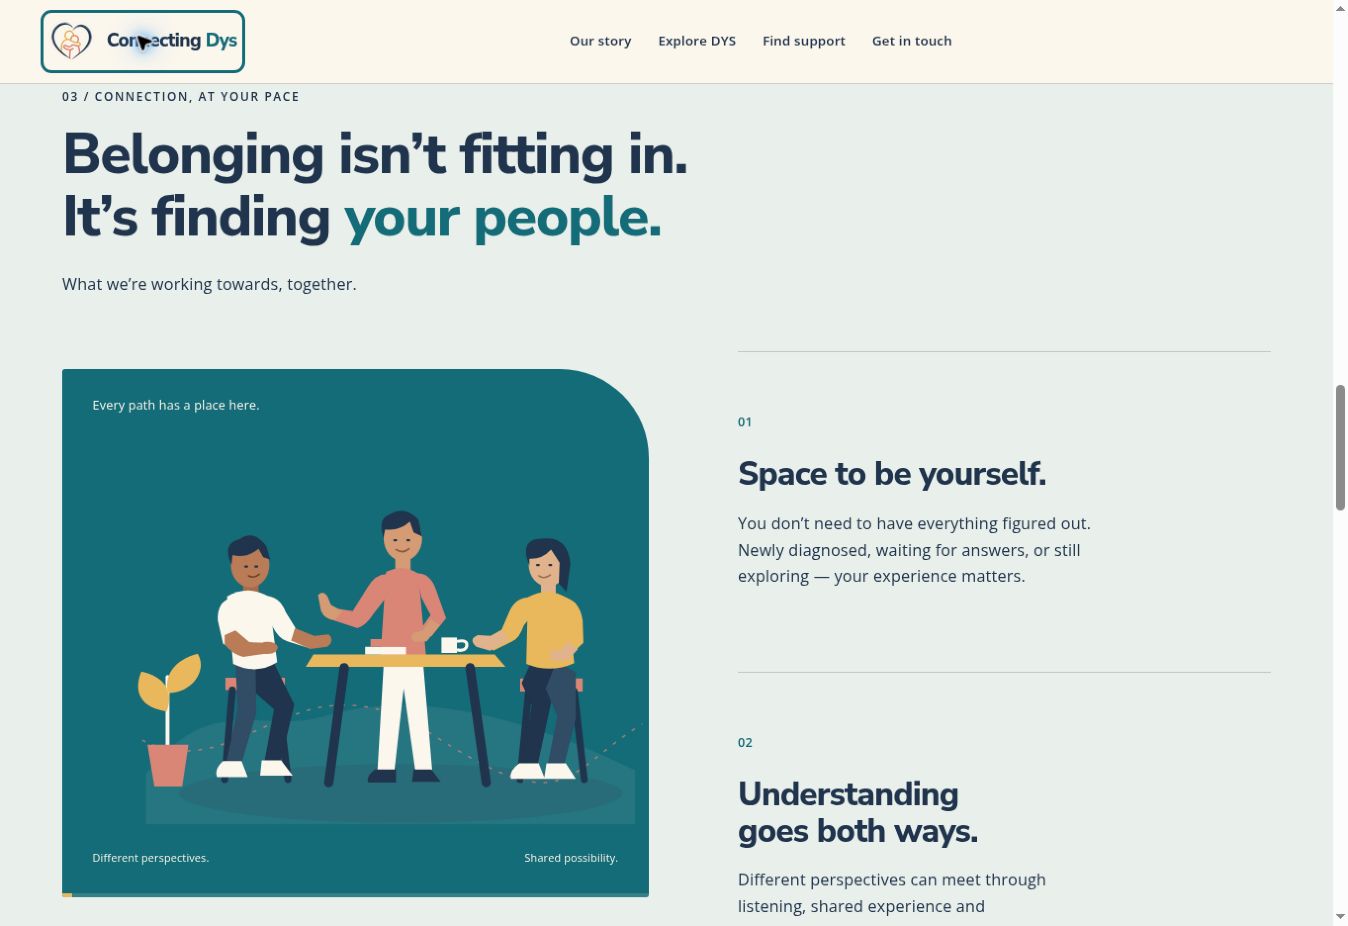 Connecting Dys
Our story
Explore DYS
Find support
Get in touch
03 / CONNECTION, AT YOUR PACE
Belonging isn’t fitting in.
It’s finding your people.
What we’re working towards, together.
Every path has a place here.
Different perspectives.
Shared possibility.
01
Space to be yourself.
You don’t need to have everything figured out.
Newly diagnosed, waiting for answers, or still
exploring — your experience matters.
02
Understanding
goes both ways.
Different perspectives can meet through
listening, shared experience and